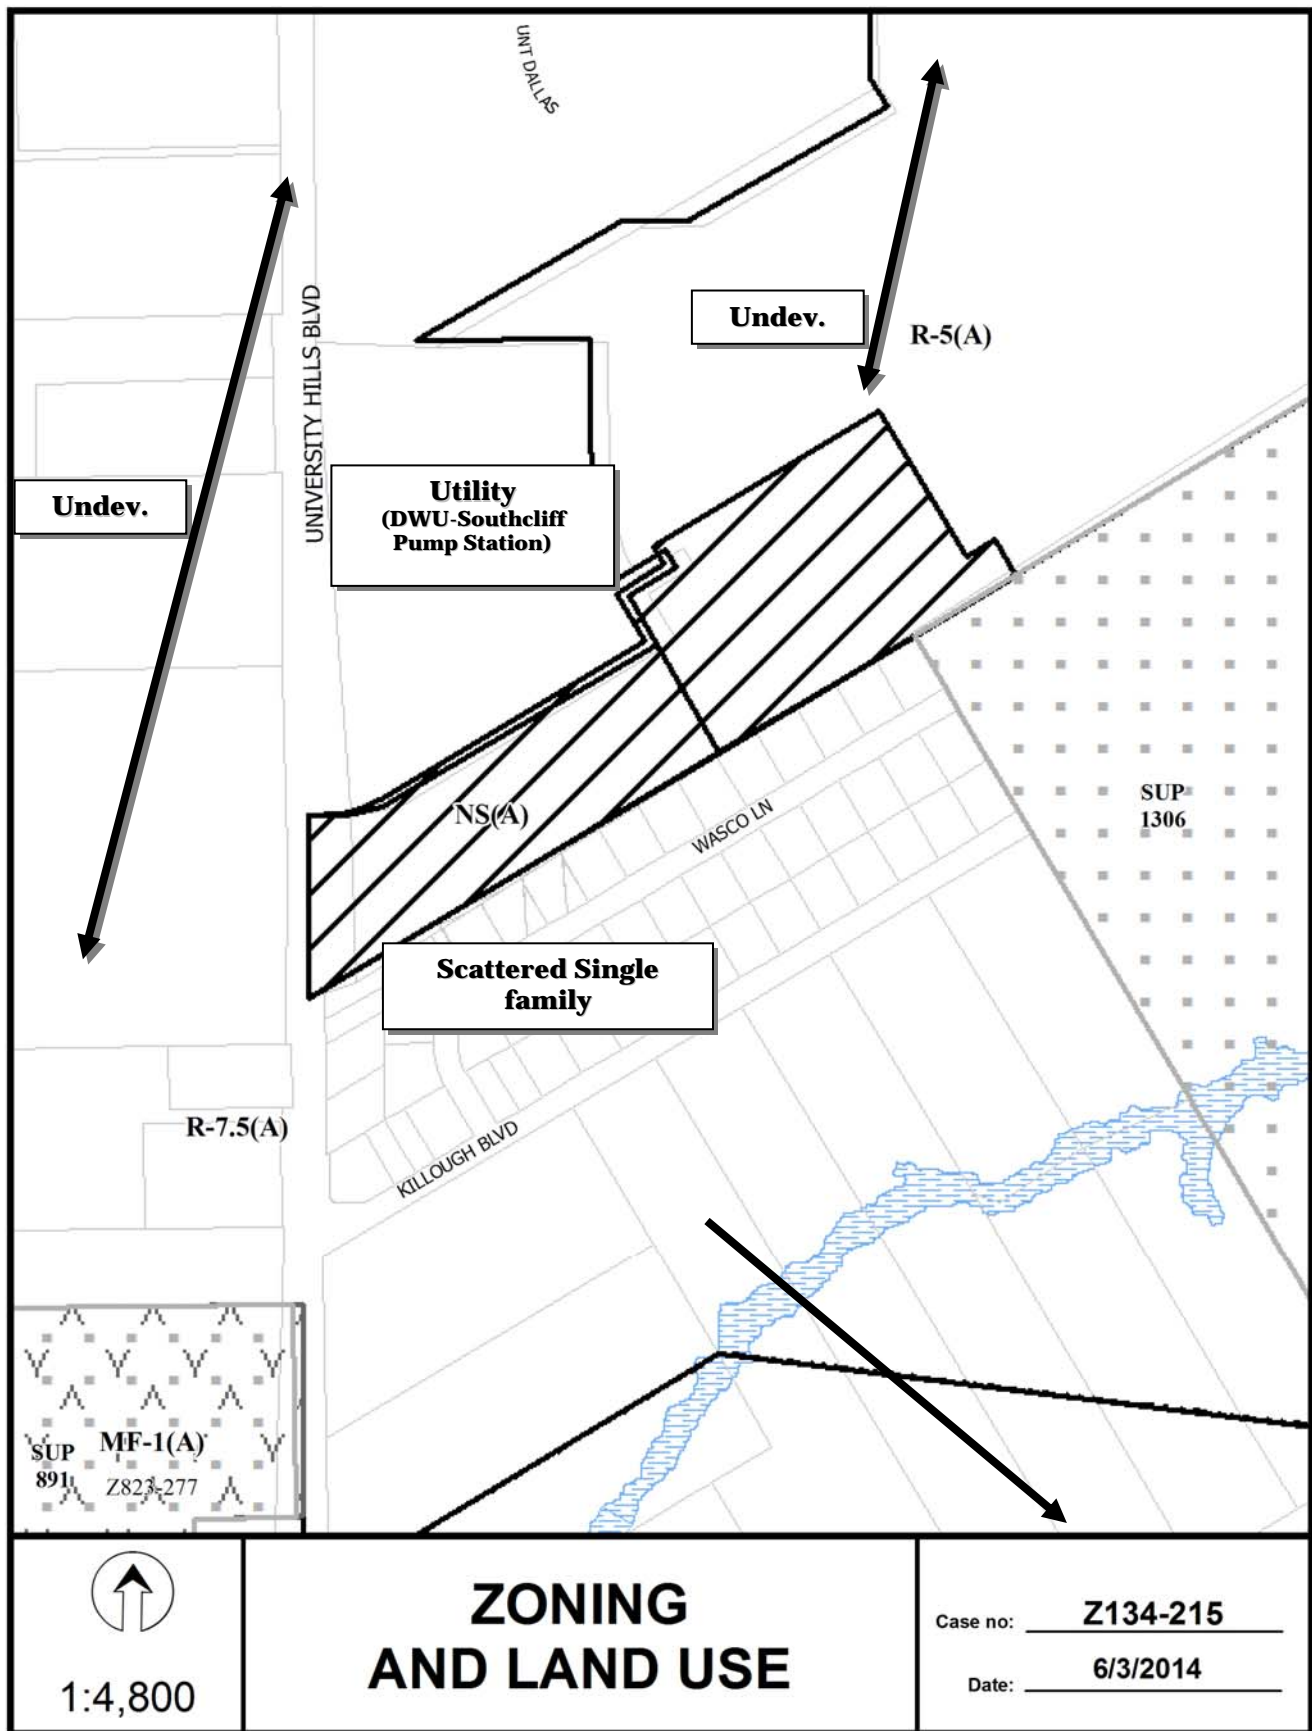 UNT DALLAS
UNIVERSITY HILLS BLVD
Undev.
R-5(A)
Undev.
Utility
(DWU-Southcliff
Pump Station)
NS(A)
WASCO LN
SUP
1306
Scattered Single
family
R-7.5(A)
KILLOUGH BLVD
SUP
891
MF-1(A)
Z823-277
1:4,800
ZONING
AND LAND USE
Case no: Z134-215
Date: 6/3/2014